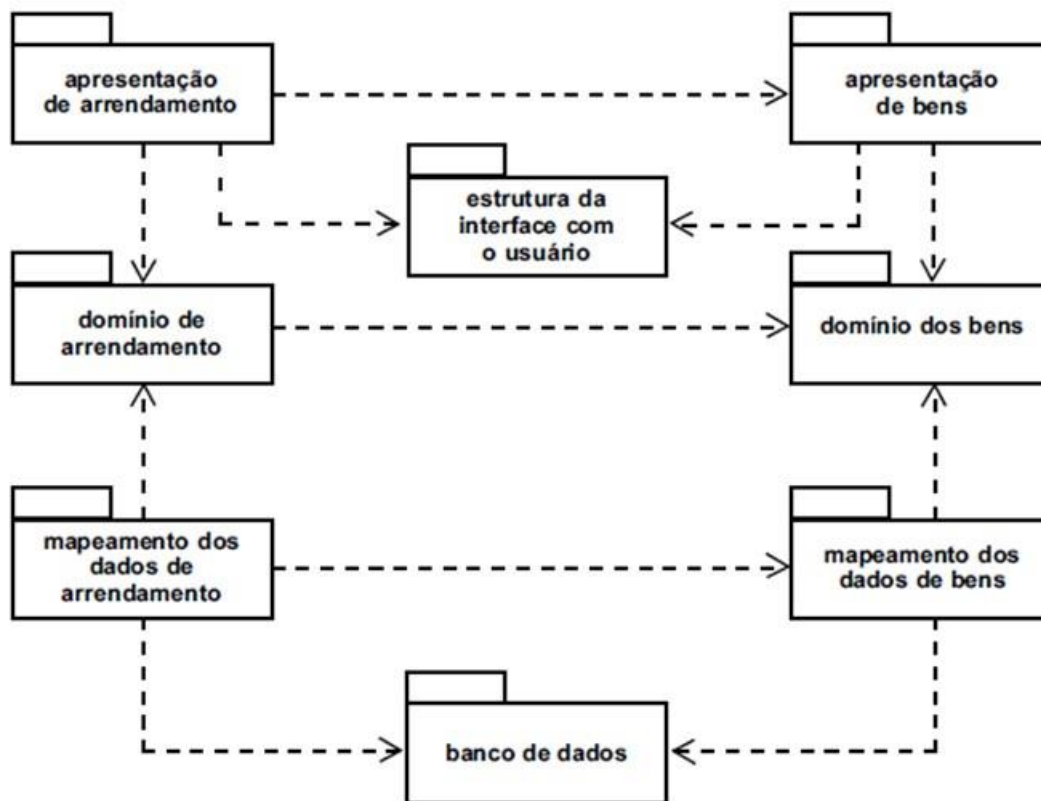 apresentação
de arrendamento
apresentação
de bens
estrutura da
interface com
o usuário
domínio de
arrendamento
domínio dos bens
mapeamento dos
dados de
arrendamento
mapeamento dos
dados de bens
banco de dados